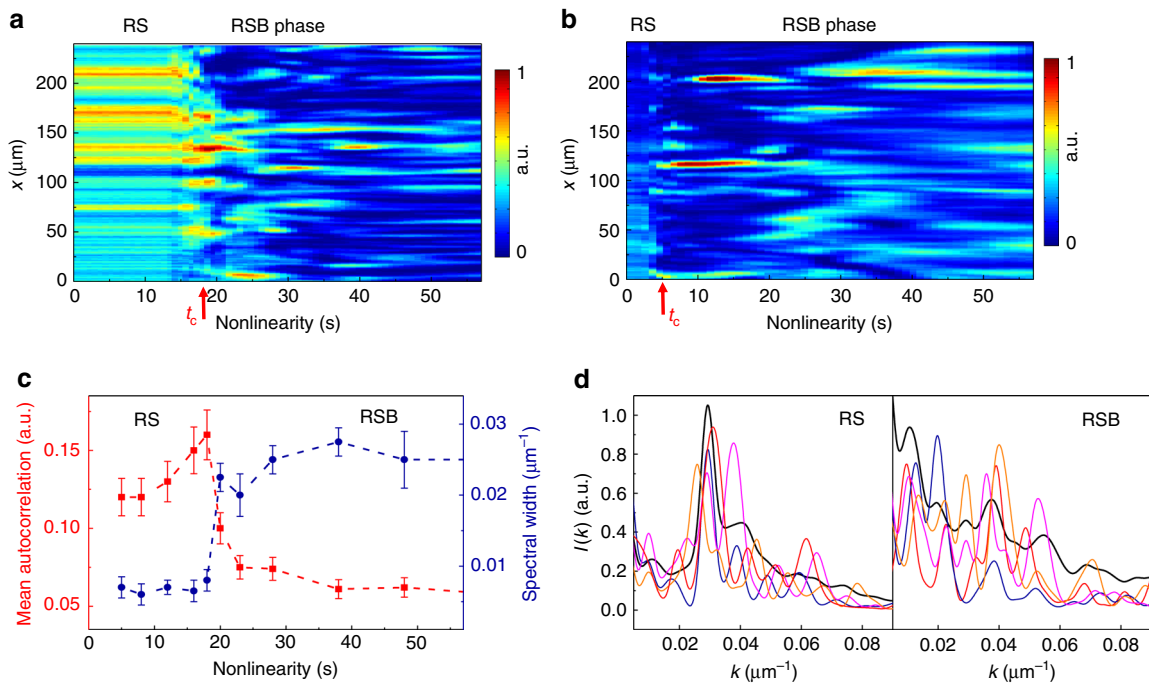 a
RS
RSB phase
x (μm)
200
150
100
50
0
0
10
20
30
40
50
t_c
Nonlinearity (s)
1
a.u.
0
b
RS
RSB phase
x (μm)
200
150
100
50
0
0
10
20
30
40
50
t_c
Nonlinearity (s)
1
a.u.
0
c
RS
RSB
Mean autocorrelation (a.u.)
0.15
0.10
0.05
0
10
20
30
40
50
Nonlinearity (s)
0.03
0.02
0.01
0.00
Spectral width (μm⁻¹)
d
RS
RSB
I(k) (a.u.)
1.0
0.8
0.6
0.4
0.2
0.0
0.02
0.04
0.06
0.08
k (μm⁻¹)
0.02
0.04
0.06
0.08
k (μm⁻¹)